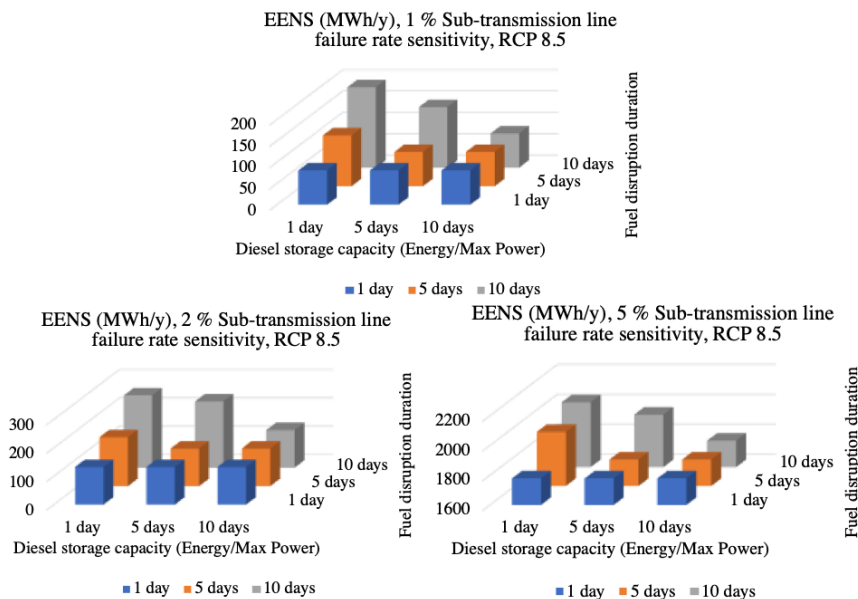 EENS (MWh/y), 1 % Sub-transmission line
failure rate sensitivity, RCP 8.5
200
150
100
50
0
1 day
5 days
10 days
10 days
5 days
1 day
Fuel disruption duration
Diesel storage capacity (Energy/Max Power)
1 day
5 days
10 days
EENS (MWh/y), 2 % Sub-transmission line
failure rate sensitivity, RCP 8.5
300
200
100
0
1 day
5 days
10 days
10 days
5 days
1 day
Fuel disruption duration
Diesel storage capacity (Energy/Max Power)
1 day
5 days
10 days
EENS (MWh/y), 5 % Sub-transmission line
failure rate sensitivity, RCP 8.5
2200
2000
1800
1600
1 day
5 days
10 days
10 days
5 days
1 day
Fuel disruption duration
Diesel storage capacity (Energy/Max Power)
1 day
5 days
10 days